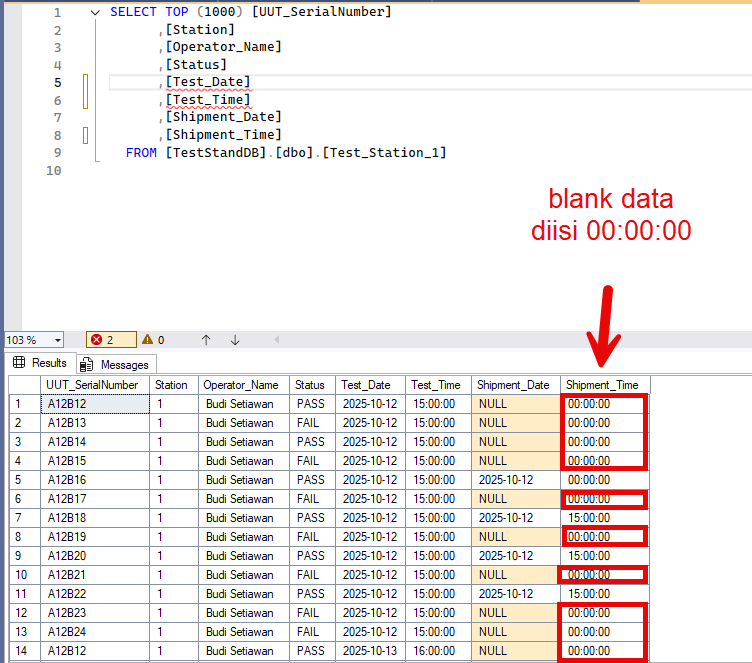 1 SELECT TOP (1000) [UUT_SerialNumber]
2 ,[Station]
3 ,[Operator_Name]
4 ,[Status]
5 ,[Test_Date]
6 ,[Test_Time]
7 ,[Shipment_Date]
8 ,[Shipment_Time]
9 FROM [TestStandDB].[dbo].[Test_Station_1]
10
blank data
diisi 00:00:00
103 % 2 0
Results Messages
UUT_SerialNumber Station Operator_Name Status Test_Date Test_Time Shipment_Date Shipment_Time
1 A12B12 1 Budi Setiawan PASS 2025-10-12 15:00:00 NULL 00:00:00
2 A12B13 1 Budi Setiawan FAIL 2025-10-12 15:00:00 NULL 00:00:00
3 A12B14 1 Budi Setiawan PASS 2025-10-12 15:00:00 NULL 00:00:00
4 A12B15 1 Budi Setiawan FAIL 2025-10-12 15:00:00 NULL 00:00:00
5 A12B16 1 Budi Setiawan PASS 2025-10-12 15:00:00 2025-10-12 00:00:00
6 A12B17 1 Budi Setiawan FAIL 2025-10-12 15:00:00 NULL 00:00:00
7 A12B18 1 Budi Setiawan PASS 2025-10-12 15:00:00 2025-10-12 15:00:00
8 A12B19 1 Budi Setiawan FAIL 2025-10-12 15:00:00 NULL 00:00:00
9 A12B20 1 Budi Setiawan PASS 2025-10-12 15:00:00 2025-10-12 15:00:00
10 A12B21 1 Budi Setiawan FAIL 2025-10-12 15:00:00 NULL 00:00:00
11 A12B22 1 Budi Setiawan PASS 2025-10-12 15:00:00 2025-10-12 15:00:00
12 A12B23 1 Budi Setiawan FAIL 2025-10-12 15:00:00 NULL 00:00:00
13 A12B24 1 Budi Setiawan FAIL 2025-10-12 15:00:00 NULL 00:00:00
14 A12B12 1 Budi Setiawan PASS 2025-10-13 16:00:00 NULL 00:00:00